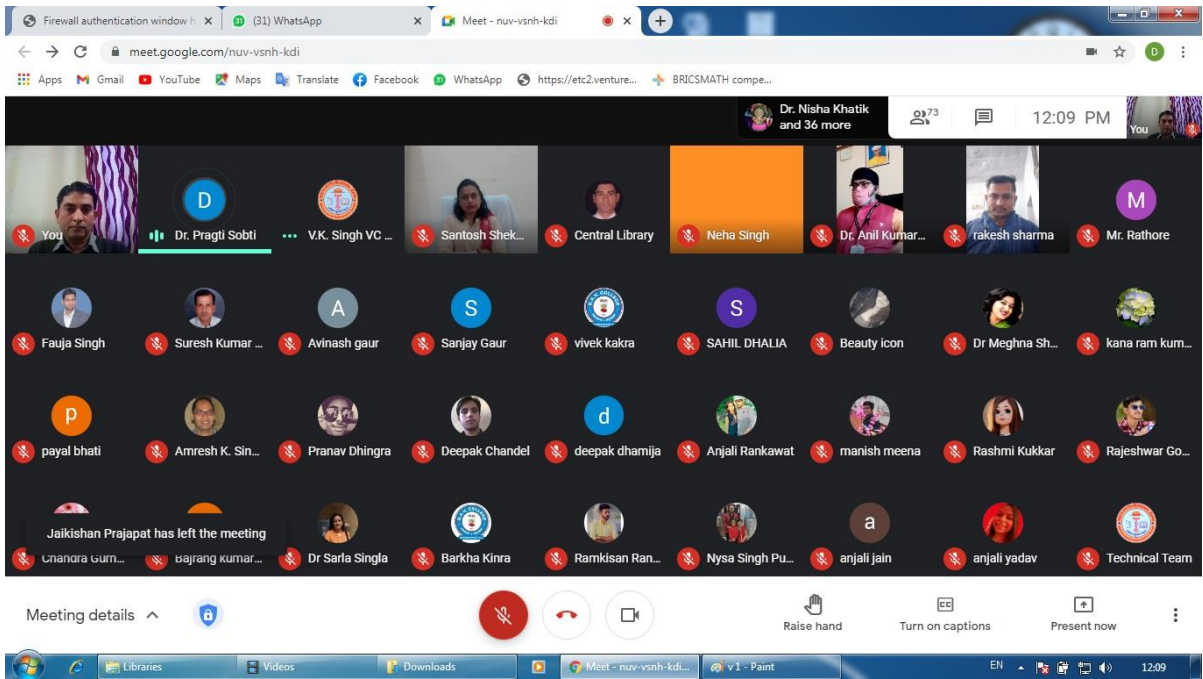 Firewall authentication window h
(31) WhatsApp
Meet - nuv-vsnh-kdi
meet.google.com/nuv-vsnh-kdi
D
Apps Gmail YouTube Maps Translate Facebook WhatsApp https://etc2.venture... BRICSMATH compe...
Dr. Nisha Khatik
and 36 more
73
12:09 PM
You
You
D
Dr. Pragti Sobti
V.K. Singh VC ...
Santosh Shek...
Central Library
Neha Singh
Dr. Anil Kumar...
rakesh sharma
M
Mr. Rathore
Fauja Singh
Suresh Kumar ...
A
Avinash gaur
S
Sanjay Gaur
vivek kakra
S
SAHIL DHALIA
Beauty icon
Dr Meghna Sh...
kana ram kum...
p
payal bhati
Amresh K. Sin...
Pranav Dhingra
Deepak Chandel
d
deepak dhamija
Anjali Rankawat
manish meena
Rashmi Kukkar
Rajeshwar Go...
Jaikishan Prajapat has left the meeting
Chandra Gurn...
Bajrang kumar...
Dr Sarla Singla
Barkha Kinra
Ramkisan Ran...
Nysa Singh Pu...
a
anjali jain
anjali yadav
Technical Team
Meeting details
Raise hand
CC
Turn on captions
Present now
Libraries
Videos
Downloads
Meet - nuv-vsnh-kdi...
v 1 - Paint
EN
12:09